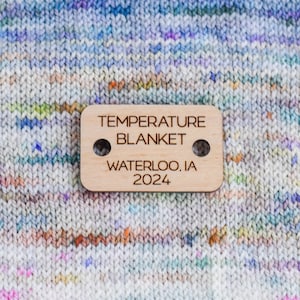 TEMPERATURE
BLANKET
WATERLOO, IA
2024